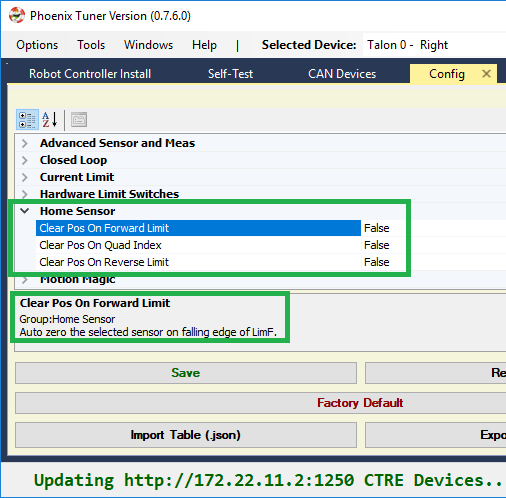 Phoenix Tuner Version (0.7.6.0)
Options Tools Windows Help | Selected Device: Talon 0 - Right
Robot Controller Install Self-Test CAN Devices Config
Advanced Sensor and Meas
Closed Loop
Current Limit
Hardware Limit Switches
Home Sensor
Clear Pos On Forward Limit False
Clear Pos On Quad Index False
Clear Pos On Reverse Limit False
Motion Magic
Clear Pos On Forward Limit
Group:Home Sensor
Auto zero the selected sensor on falling edge of LimF.
Save Re
Factory Default
Import Table (.json) Expo
Updating http://172.22.11.2:1250 CTRE Devices..